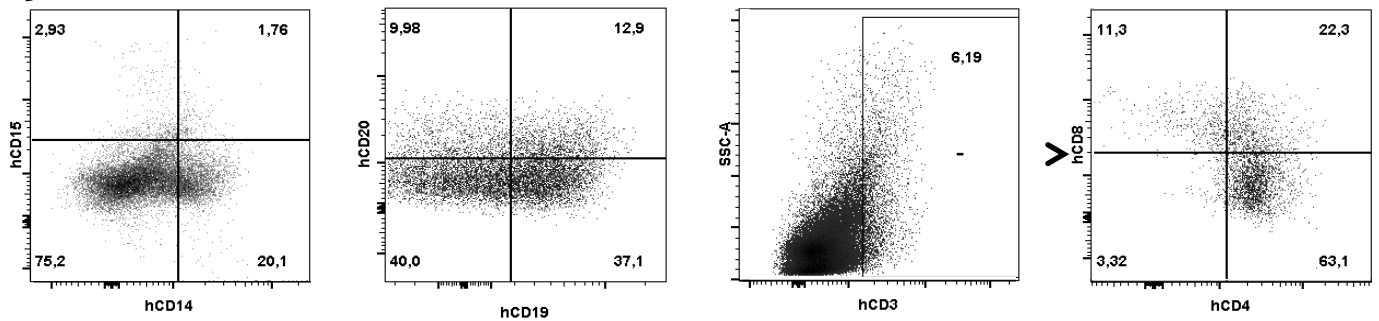 2,93
1,76
hCD15
75,2
20,1
hCD14
9,98
12,9
hCD20
40,0
37,1
hCD19
6,19
SSC-A
-
hCD3
11,3
22,3
hCD8
3,32
63,1
hCD4